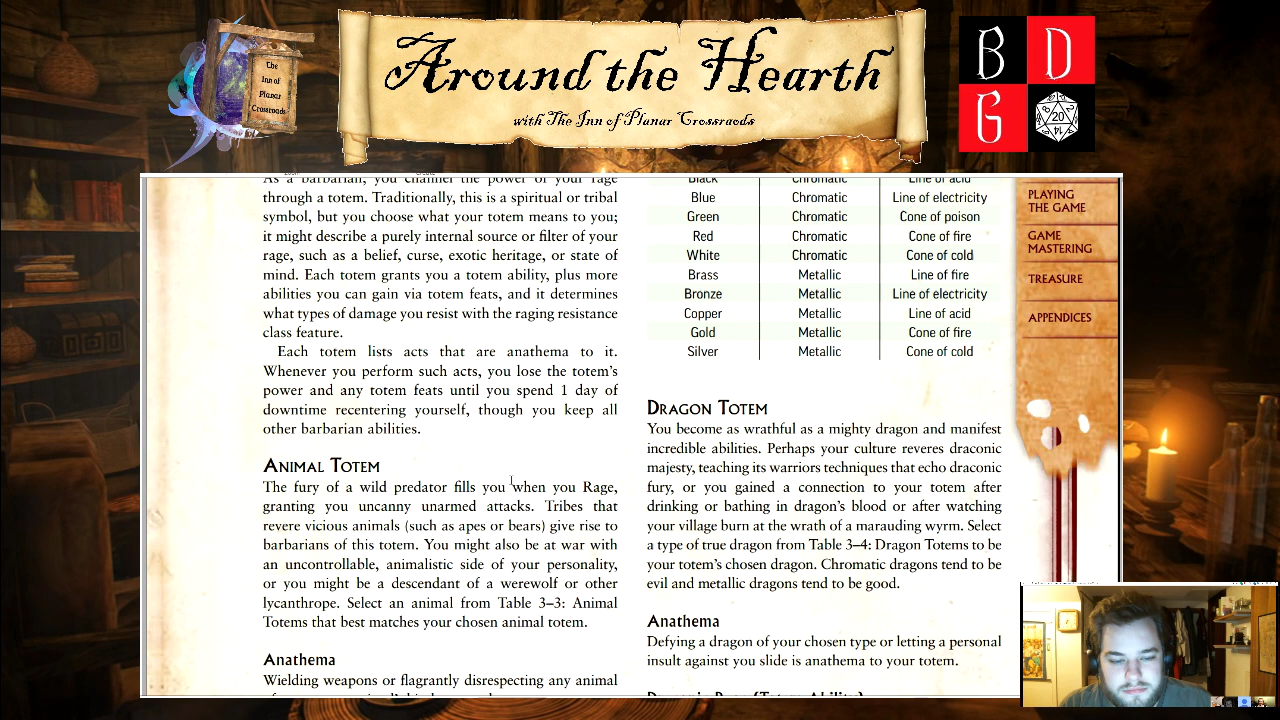 The
Inn of
Planar
Crossroads
Around the Hearth
with The Inn of Planar Crossraods
B D
G 20
14
As a barbarian, you channel the power of your rage
through a totem. Traditionally, this is a spiritual or tribal
symbol, but you choose what your totem means to you;
it might describe a purely internal source or filter of your
rage, such as a belief, curse, exotic heritage, or state of
mind. Each totem grants you a totem ability, plus more
abilities you can gain via totem feats, and it determines
what types of damage you resist with the raging resistance
class feature.
Each totem lists acts that are anathema to it.
Whenever you perform such acts, you lose the totem's
power and any totem feats until you spend 1 day of
downtime recentering yourself, though you keep all
other barbarian abilities.
Animal Totem
The fury of a wild predator fills you when you Rage,
granting you uncanny unarmed attacks. Tribes that
revere vicious animals (such as apes or bears) give rise to
barbarians of this totem. You might also be at war with
an uncontrollable, animalistic side of your personality,
or you might be a descendant of a werewolf or other
lycanthrope. Select an animal from Table 3–3: Animal
Totems that best matches your chosen animal totem.
Anathema
Wielding weapons or flagrantly disrespecting any animal
Black Chromatic Line of acid
Blue Chromatic Line of electricity
Green Chromatic Cone of poison
Red Chromatic Cone of fire
White Chromatic Cone of cold
Brass Metallic Line of fire
Bronze Metallic Line of electricity
Copper Metallic Line of acid
Gold Metallic Cone of fire
Silver Metallic Cone of cold
Dragon Totem
You become as wrathful as a mighty dragon and manifest
incredible abilities. Perhaps your culture reveres draconic
majesty, teaching its warriors techniques that echo draconic
fury, or you gained a connection to your totem after
drinking or bathing in dragon's blood or after watching
your village burn at the wrath of a marauding wyrm. Select
a type of true dragon from Table 3–4: Dragon Totems to be
your totem's chosen dragon. Chromatic dragons tend to be
evil and metallic dragons tend to be good.
Anathema
Defying a dragon of your chosen type or letting a personal
insult against you slide is anathema to your totem.
PLAYING
THE GAME
GAME
MASTERING
TREASURE
APPENDICES